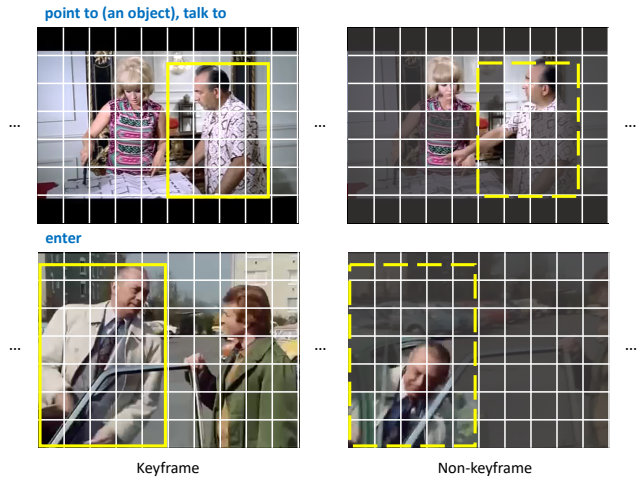 point to (an object), talk to
... ... ...
enter
... ... ...
Keyframe Non-keyframe